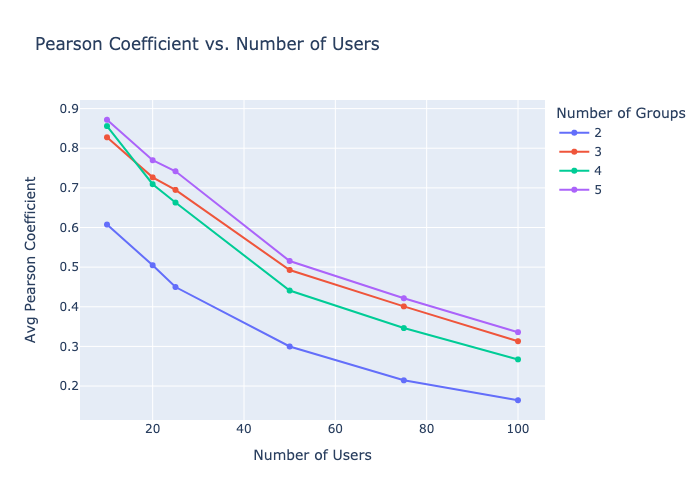 Pearson Coefficient vs. Number of Users
Number of Groups
2
3
4
5
0.9
0.8
0.7
0.6
0.5
0.4
0.3
0.2
Avg Pearson Coefficient
20 40 60 80 100
Number of Users